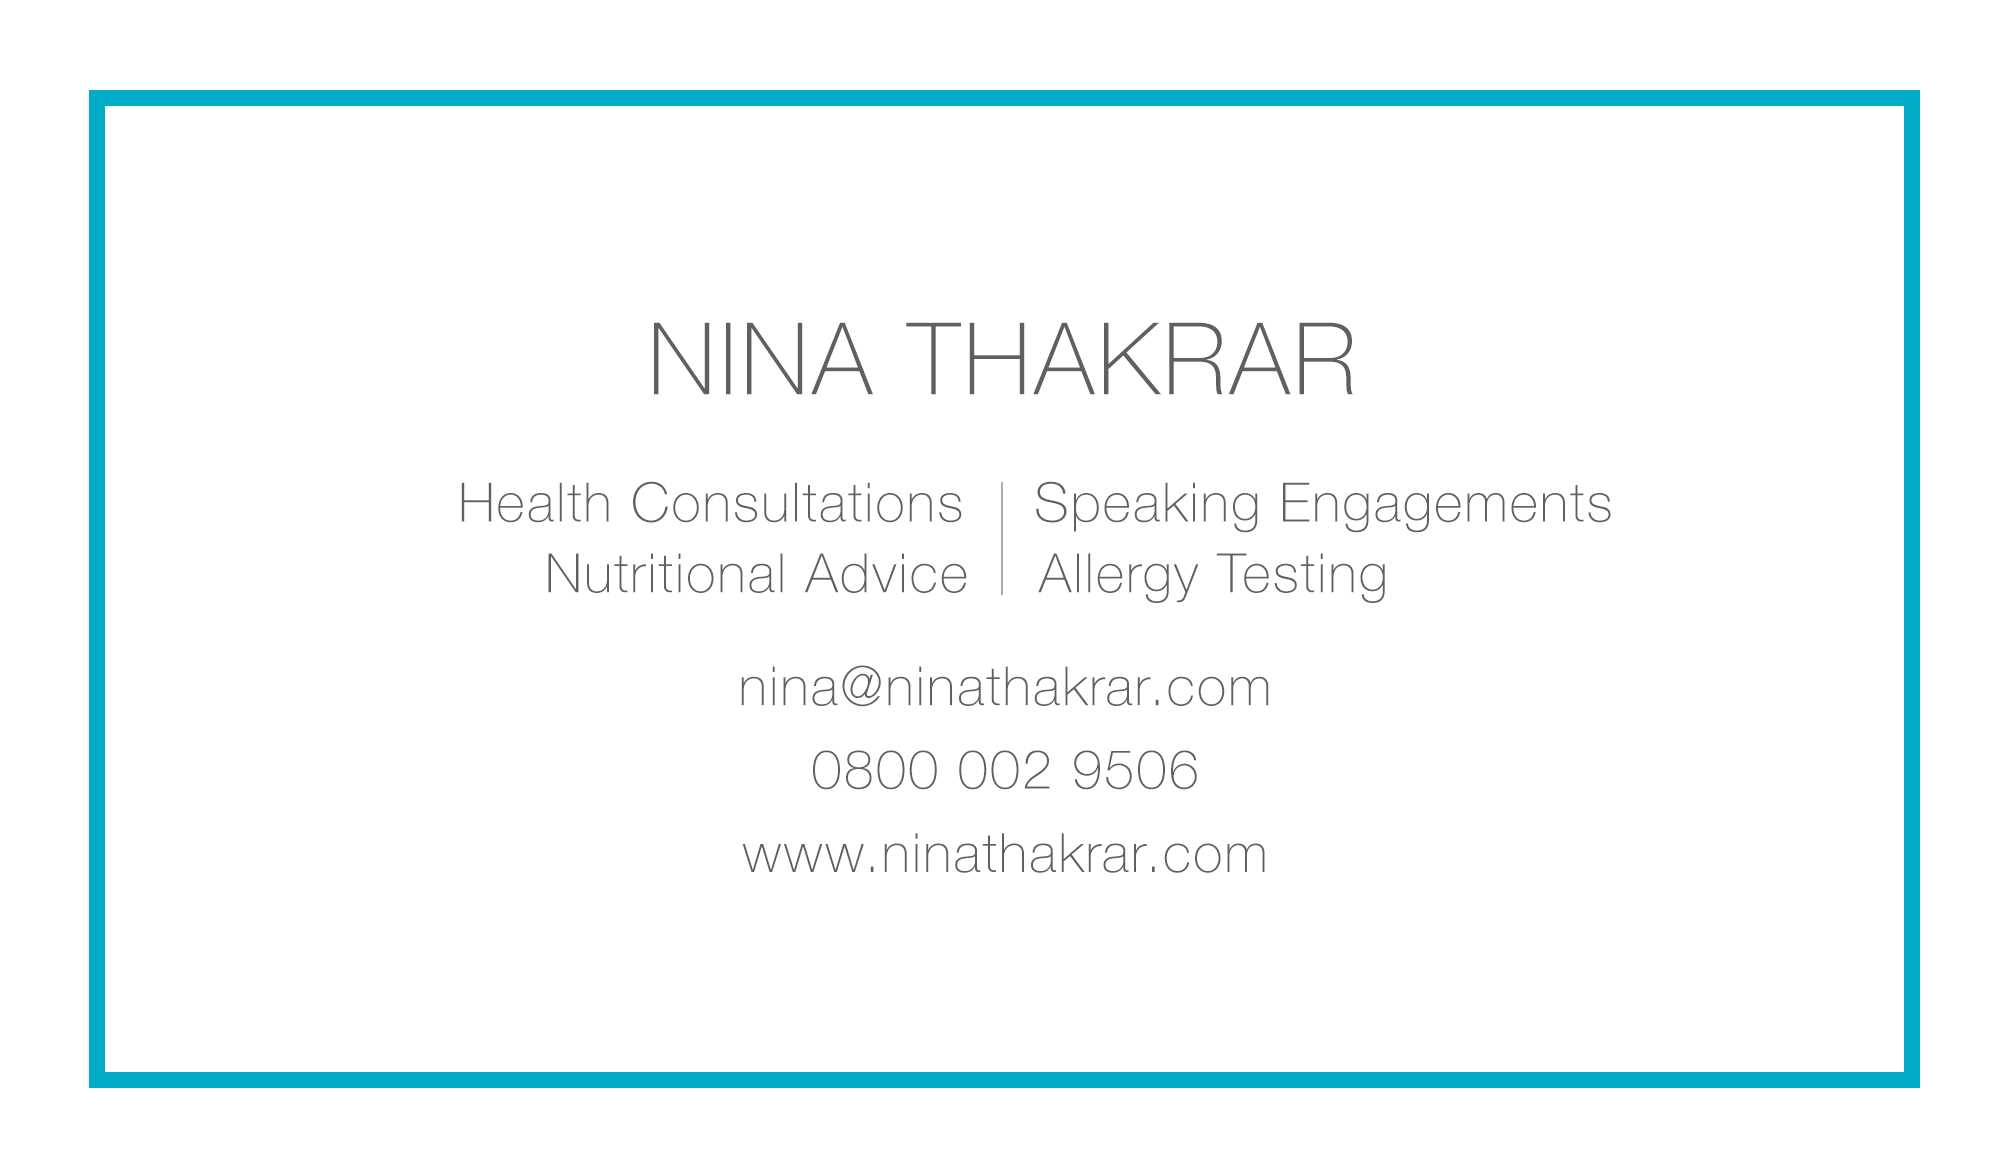 NINA THAKRAR
Health Consultations | Speaking Engagements
Nutritional Advice | Allergy Testing
nina@ninathakrar.com
0800 002 9506
www.ninathakrar.com